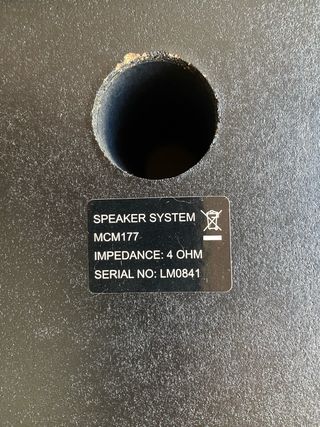 SPEAKER SYSTEM
MCM177
IMPEDANCE: 4 OHM
SERIAL NO: LM0841